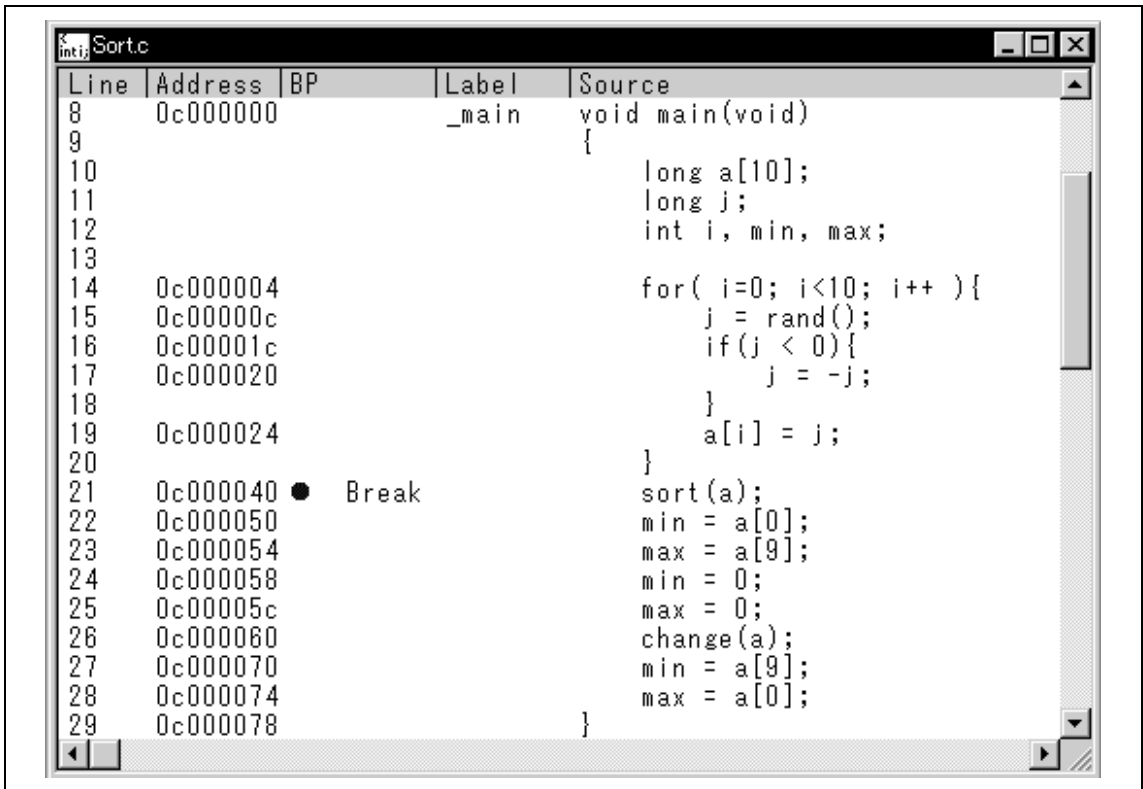 inti; Sort.c
Line |Address |BP |Label |Source
8 0c000000 _main void main(void)
9 {
10 long a[10];
11 long j;
12 int i, min, max;
13
14 0c000004 for( i=0; i<10; i++ ){
15 0c00000c j = rand();
16 0c00001c if(j < 0){
17 0c000020 j = -j;
18 }
19 0c000024 a[i] = j;
20 }
21 0c000040 ● Break sort(a);
22 0c000050 min = a[0];
23 0c000054 max = a[9];
24 0c000058 min = 0;
25 0c00005c max = 0;
26 0c000060 change(a);
27 0c000070 min = a[9];
28 0c000074 max = a[0];
29 0c000078 }